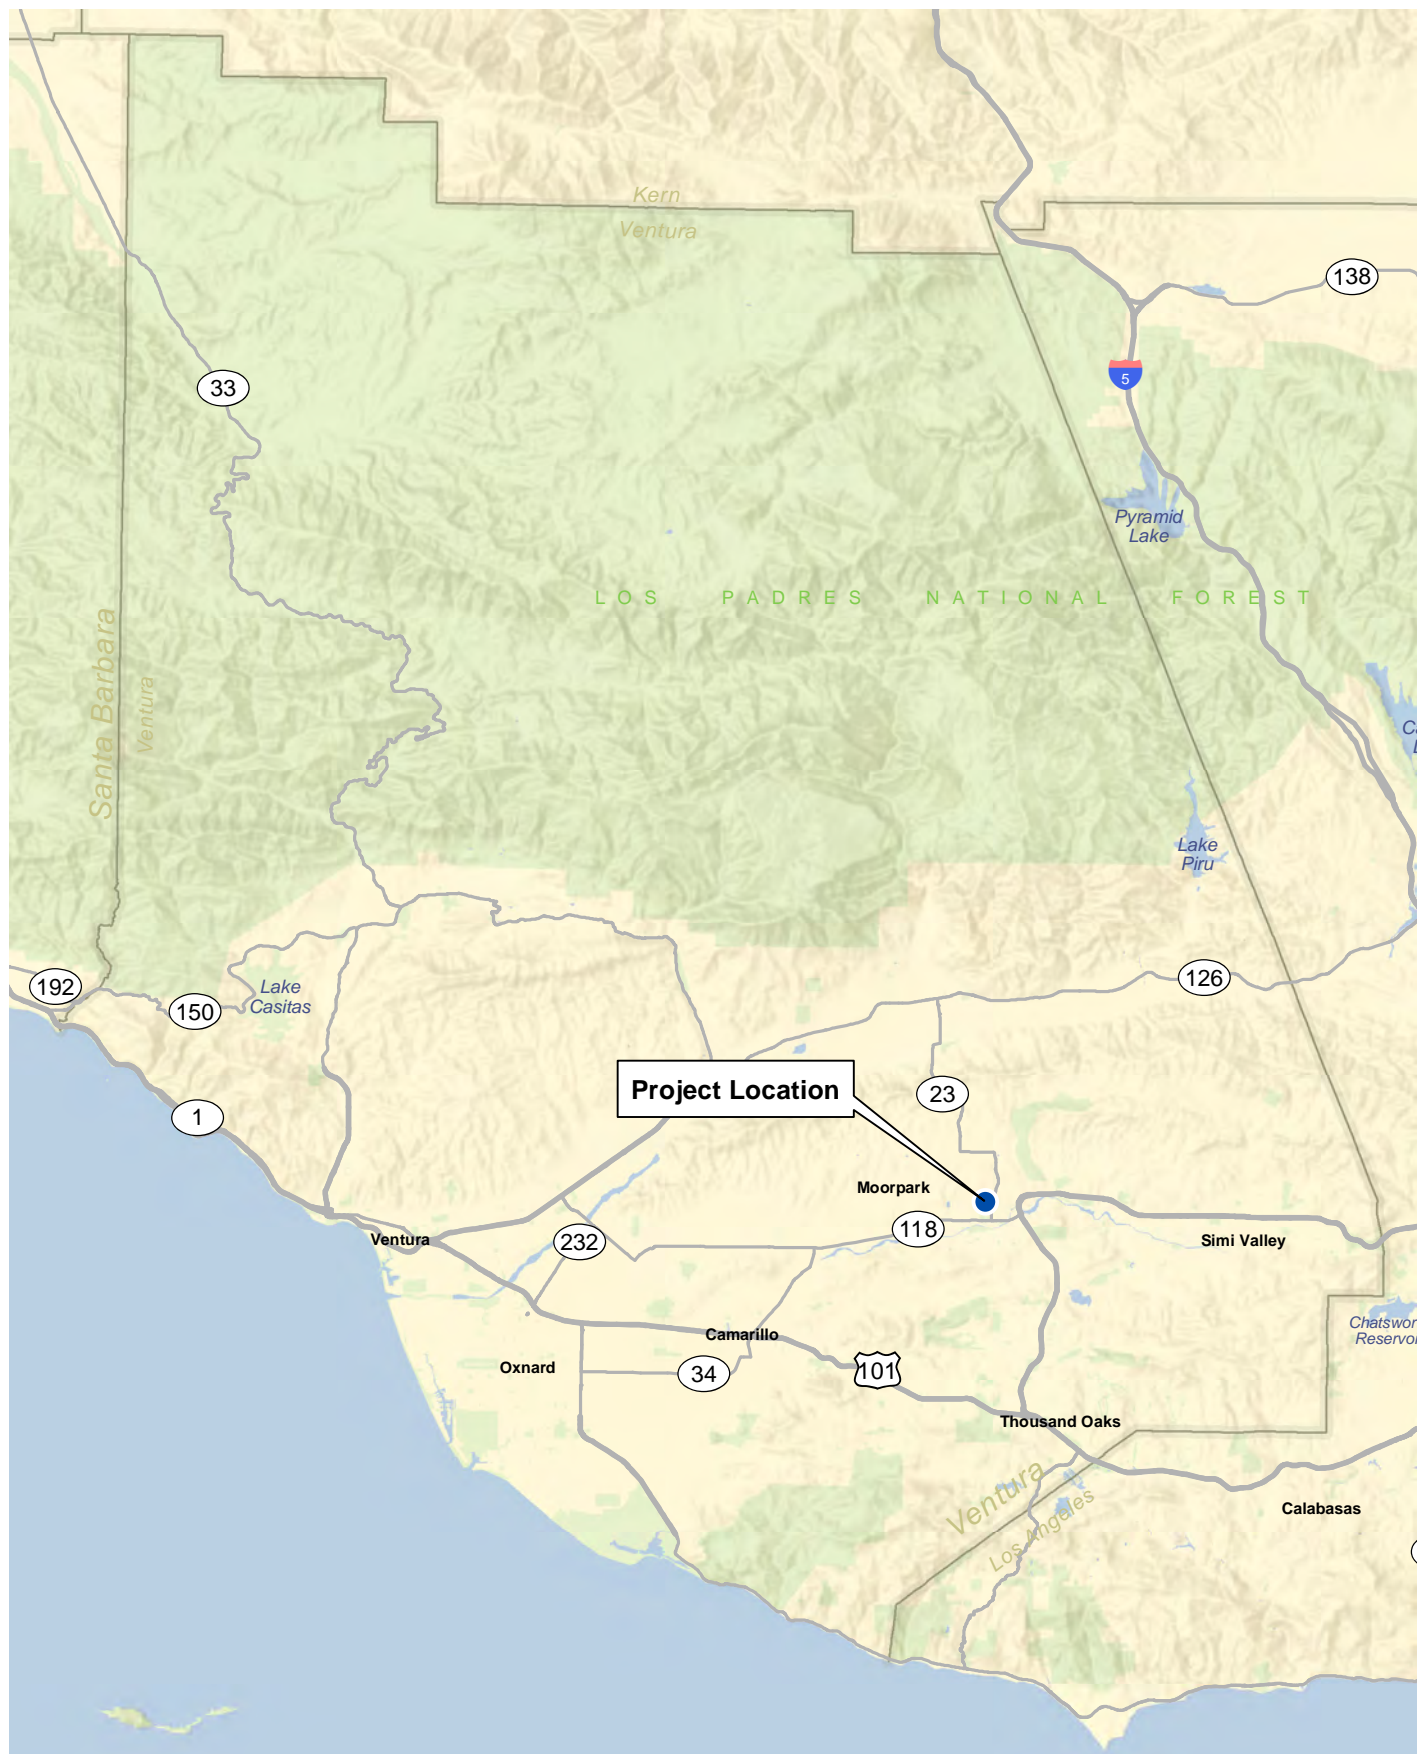 Kern
Ventura
138
33
5
Pyramid
Lake
LOS PADRES NATIONAL FOREST
Santa Barbara
Ventura
Lake
Piru
192
150
Lake
Casitas
126
Project Location
23
1
Moorpark
118
232
Ventura
Simi Valley
Camarillo
Oxnard
34
101
Thousand Oaks
Ventura
Los Angeles
Calabasas